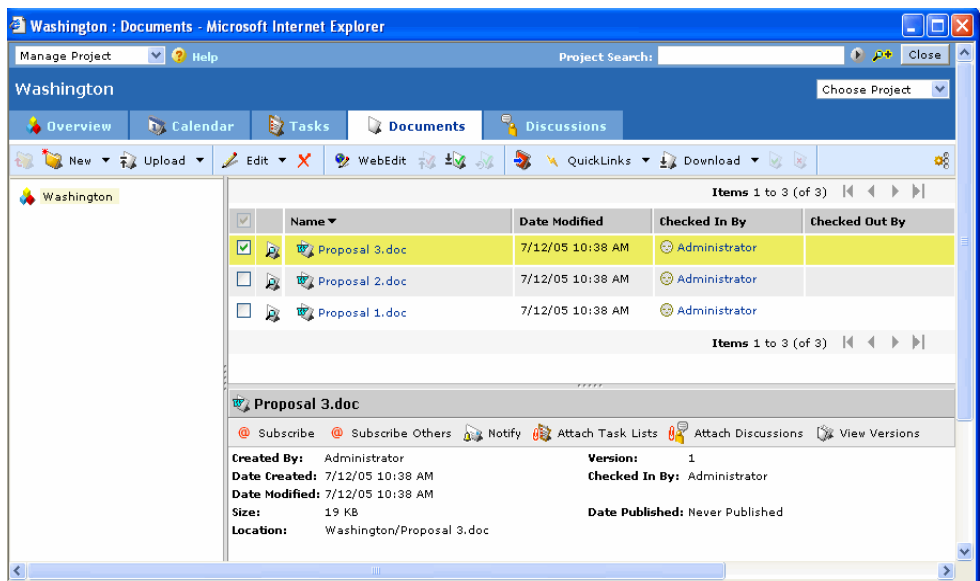 Washington : Documents - Microsoft Internet Explorer
Manage Project Help Project Search: Close
Washington Choose Project
Overview Calendar Tasks Documents Discussions
New Upload Edit WebEdit QuickLinks Download
Washington
Items 1 to 3 (of 3)
Name Date Modified Checked In By Checked Out By
Proposal 3.doc 7/12/05 10:38 AM Administrator
Proposal 2.doc 7/12/05 10:38 AM Administrator
Proposal 1.doc 7/12/05 10:38 AM Administrator
Items 1 to 3 (of 3)
Proposal 3.doc
@ Subscribe @ Subscribe Others Notify Attach Task Lists Attach Discussions View Versions
Created By: Administrator Version: 1
Date Created: 7/12/05 10:38 AM Checked In By: Administrator
Date Modified: 7/12/05 10:38 AM
Size: 19 KB Date Published: Never Published
Location: Washington/Proposal 3.doc